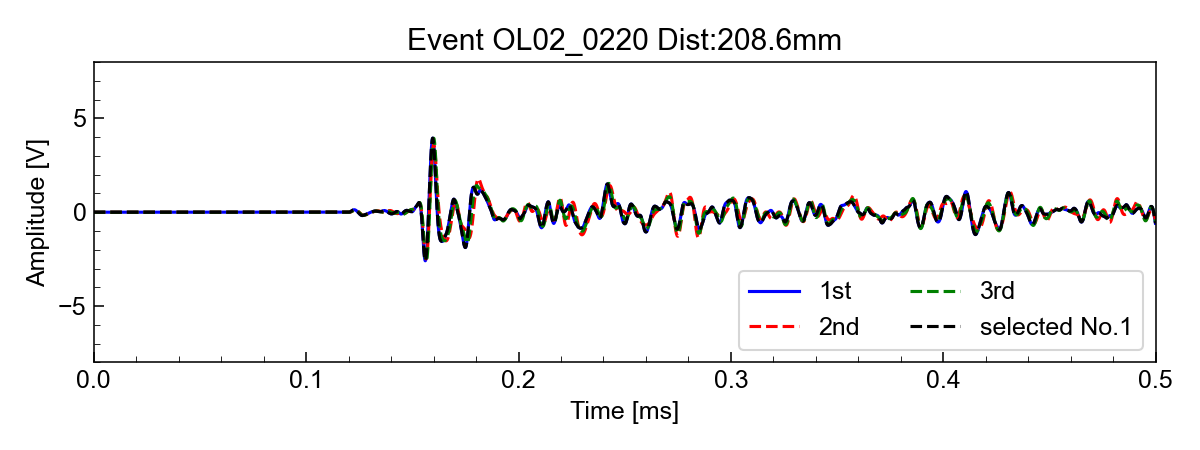 Event OL02_0220 Dist:208.6mm
Amplitude [V]
5
0
−5
1st
2nd
3rd
selected No.1
0.0 0.1 0.2 0.3 0.4 0.5
Time [ms]